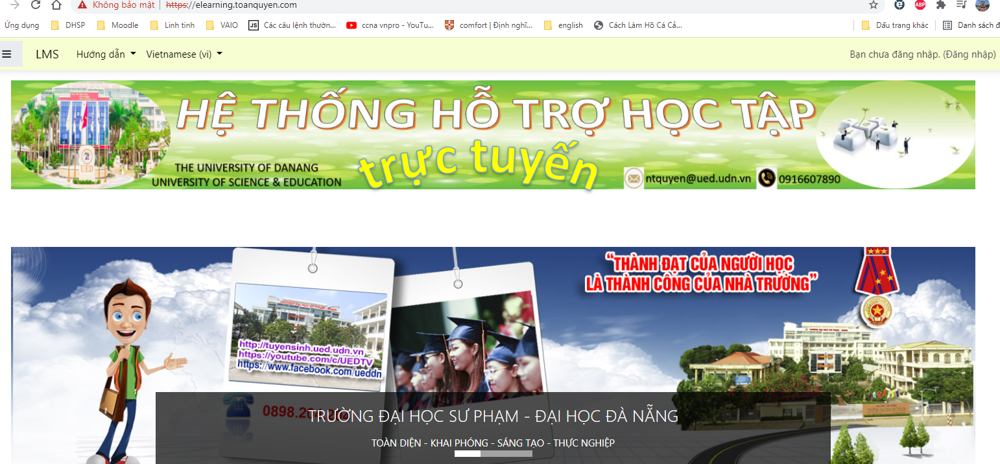 Không bảo mật | https://elearning.toanquyen.com
ABP
Ứng dụng DHSP Moodle Linh tinh VAIO JS Các câu lệnh thườn... ccna vnpro - YouTu... comfort | Định nghĩ... english Cách Làm Hồ Cá Cả... Dấu trang khác Danh sách đ
LMS Hướng dẫn Vietnamese (vi) Bạn chưa đăng nhập. (Đăng nhập)
HỆ THỐNG HỖ TRỢ HỌC TẬP
trực tuyến
UED
THE UNIVERSITY OF DANANG
UNIVERSITY OF SCIENCE & EDUCATION
ntquyen@ued.udn.vn 0916607890
“THÀNH ĐẠT CỦA NGƯỜI HỌC
LÀ THÀNH CÔNG CỦA NHÀ TRƯỜNG”
http://tuyensinh.ued.udn.vn
https://youtube.com/c/UEDTV
https://www.facebook.com/ueddn
TRƯỜNG ĐẠI HỌC SƯ PHẠM - ĐẠI HỌC ĐÀ NẴNG
TOÀN DIỆN - KHAI PHÓNG - SÁNG TẠO - THỰC NGHIỆP